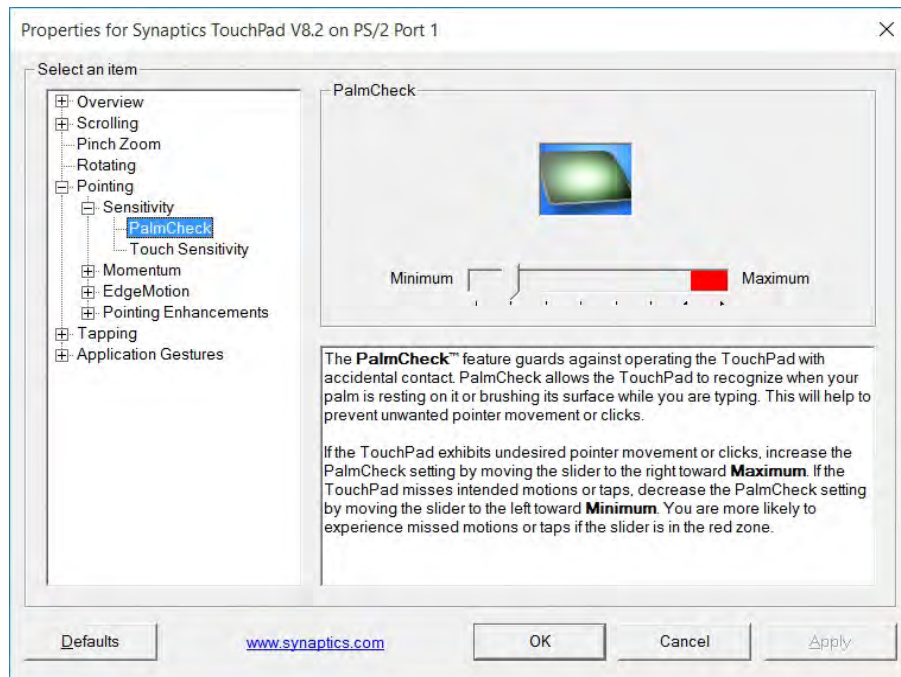 Properties for Synaptics TouchPad V8.2 on PS/2 Port 1
Select an item
Overview
Scrolling
Pinch Zoom
Rotating
Pointing
Sensitivity
PalmCheck
Touch Sensitivity
Momentum
EdgeMotion
Pointing Enhancements
Tapping
Application Gestures
PalmCheck
Minimum
Maximum
The PalmCheck™ feature guards against operating the TouchPad with
accidental contact. PalmCheck allows the TouchPad to recognize when your
palm is resting on it or brushing its surface while you are typing. This will help to
prevent unwanted pointer movement or clicks.
If the TouchPad exhibits undesired pointer movement or clicks, increase the
PalmCheck setting by moving the slider to the right toward Maximum. If the
TouchPad misses intended motions or taps, decrease the PalmCheck setting
by moving the slider to the left toward Minimum. You are more likely to
experience missed motions or taps if the slider is in the red zone.
Defaults
www.synaptics.com
OK
Cancel
Apply